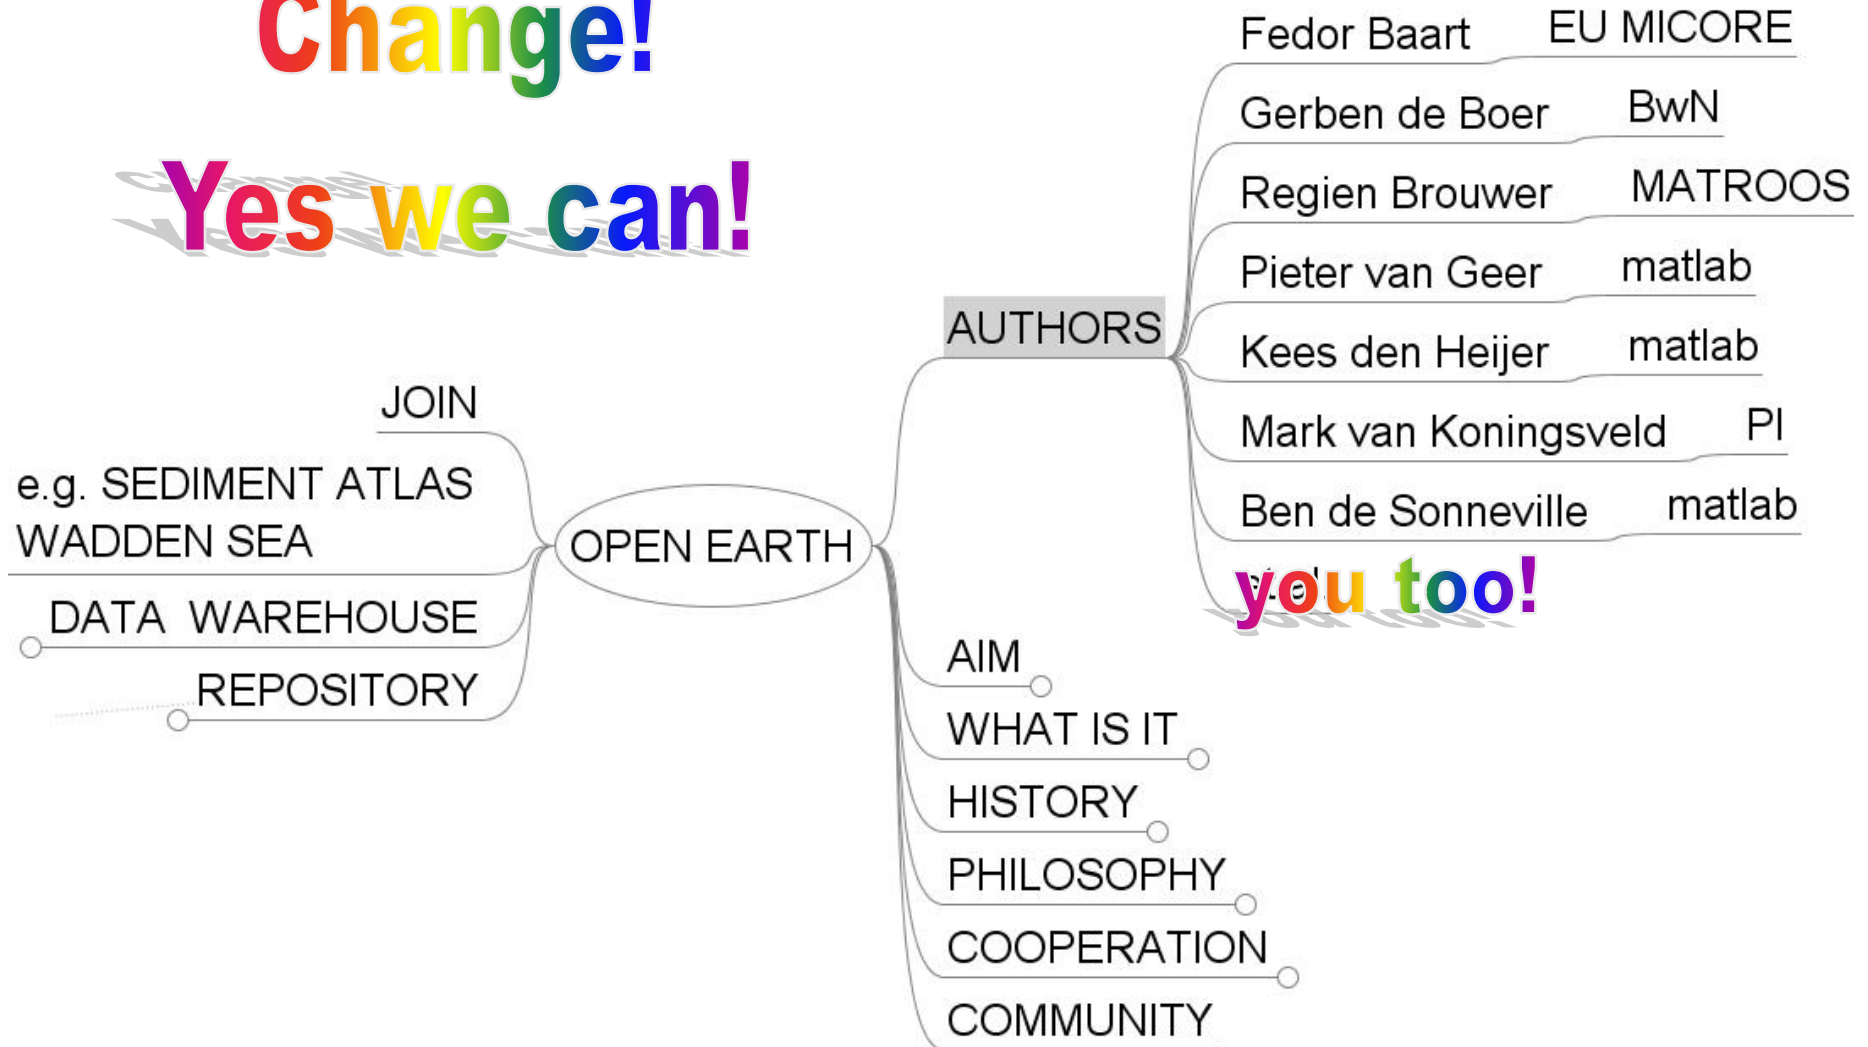 Change!
Yes we can!
Fedor Baart EU MICORE
Gerben de Boer BwN
Regien Brouwer MATROOS
Pieter van Geer matlab
Kees den Heijer matlab
Mark van Koningsveld PI
Ben de Sonneville matlab
you too!
AUTHORS
JOIN
e.g. SEDIMENT ATLAS
WADDEN SEA
DATA WAREHOUSE
REPOSITORY
OPEN EARTH
AIM
WHAT IS IT
HISTORY
PHILOSOPHY
COOPERATION
COMMUNITY